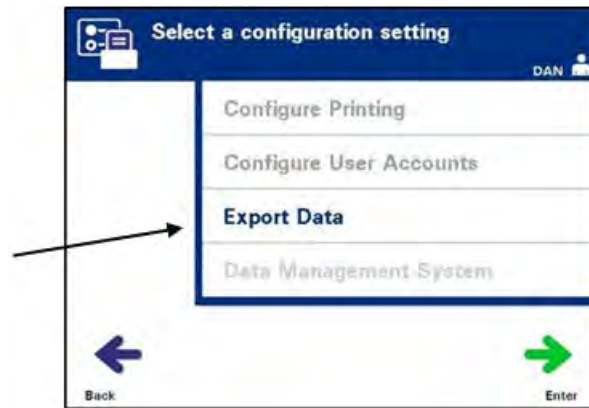 Select a configuration setting
DAN
Configure Printing
Configure User Accounts
Export Data
Data Management System
Back
Enter